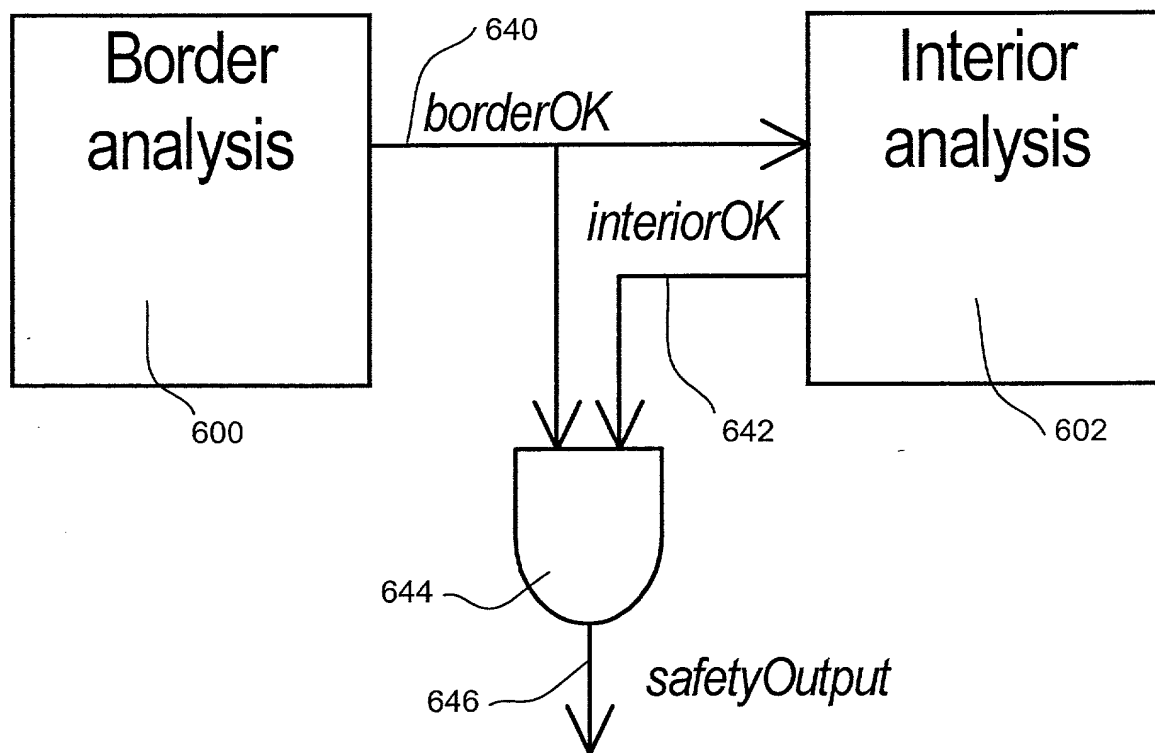 Border
analysis
640
borderOK
Interior
analysis
interiorOK
600
642
602
644
646
safetyOutput